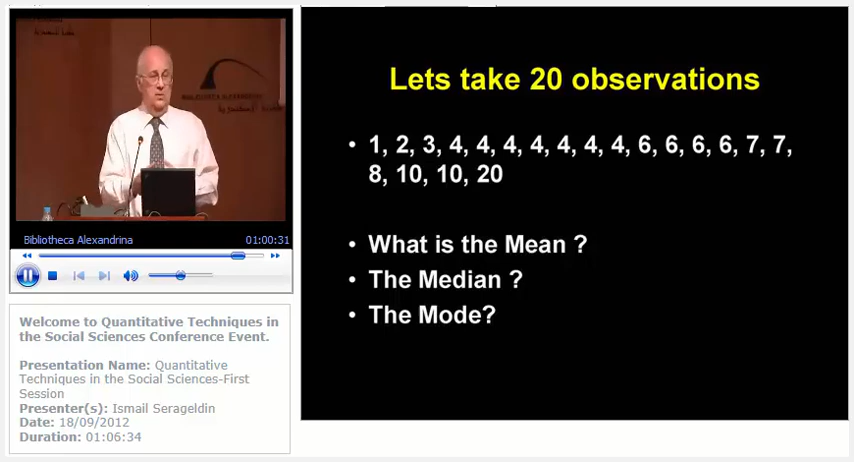 Lets take 20 observations
• 1, 2, 3, 4, 4, 4, 4, 4, 4, 4, 6, 6, 6, 6, 7, 7,
8, 10, 10, 20
• What is the Mean ?
• The Median ?
• The Mode?
Bibliotheca Alexandrina
01:00:31
Welcome to Quantitative Techniques in
the Social Sciences Conference Event.
Presentation Name: Quantitative
Techniques in the Social Sciences-First
Session
Presenter(s): Ismail Serageldin
Date: 18/09/2012
Duration: 01:06:34